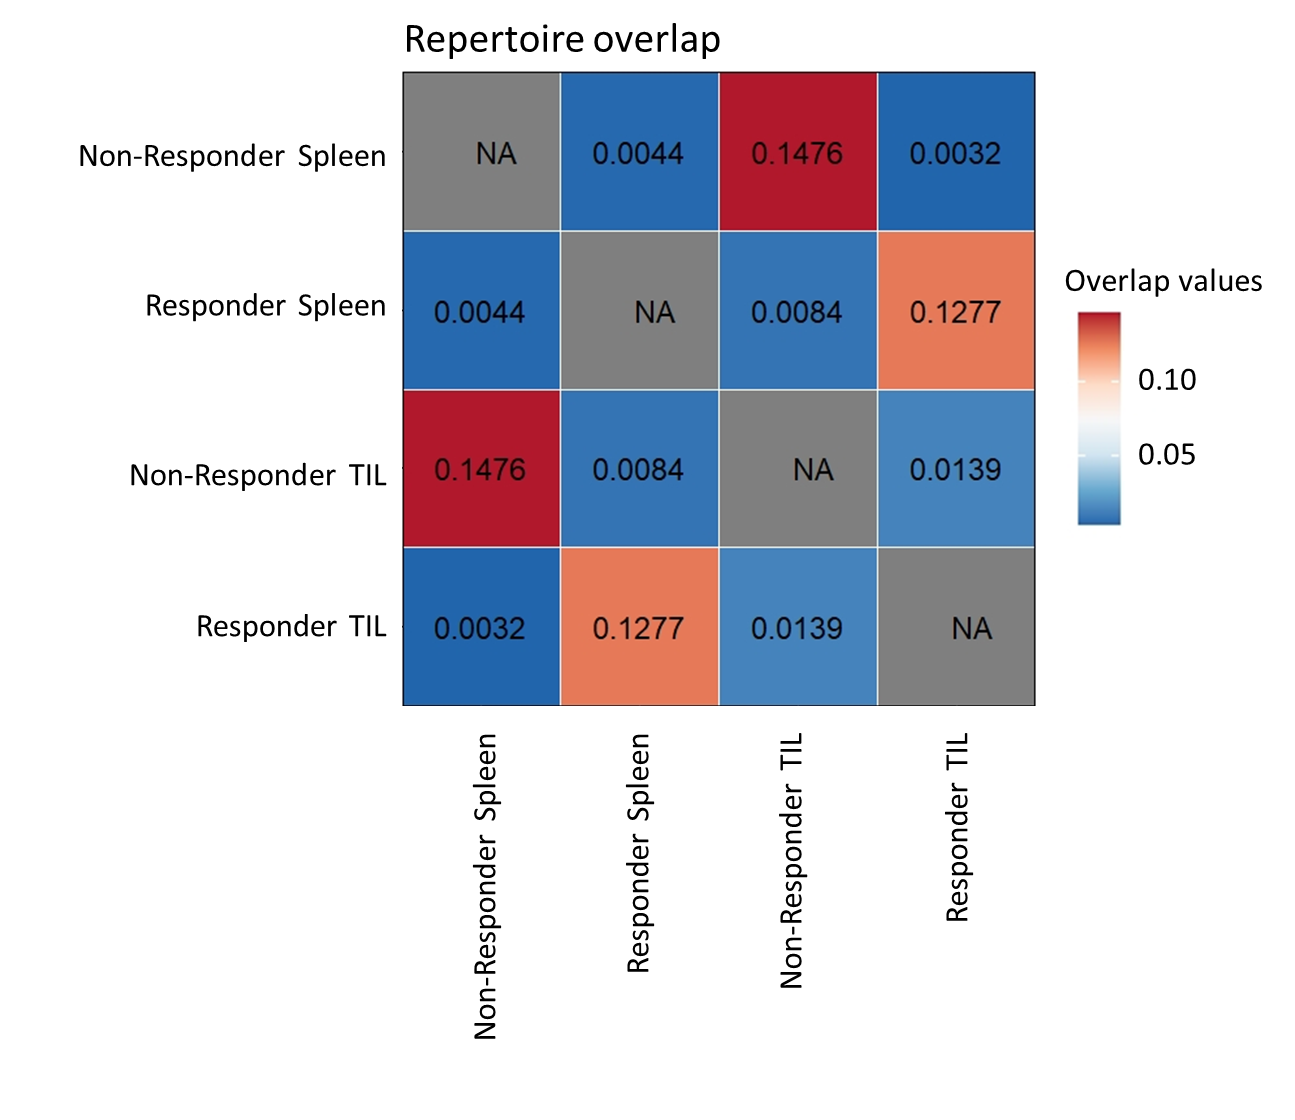 Repertoire overlap
Non-Responder Spleen
NA
0.0044
0.1476
0.0032
Responder Spleen
0.0044
NA
0.0084
0.1277
Non-Responder TIL
0.1476
0.0084
NA
0.0139
Responder TIL
0.0032
0.1277
0.0139
NA
Overlap values
0.10
0.05
Non-Responder Spleen
Responder Spleen
Non-Responder TIL
Responder TIL